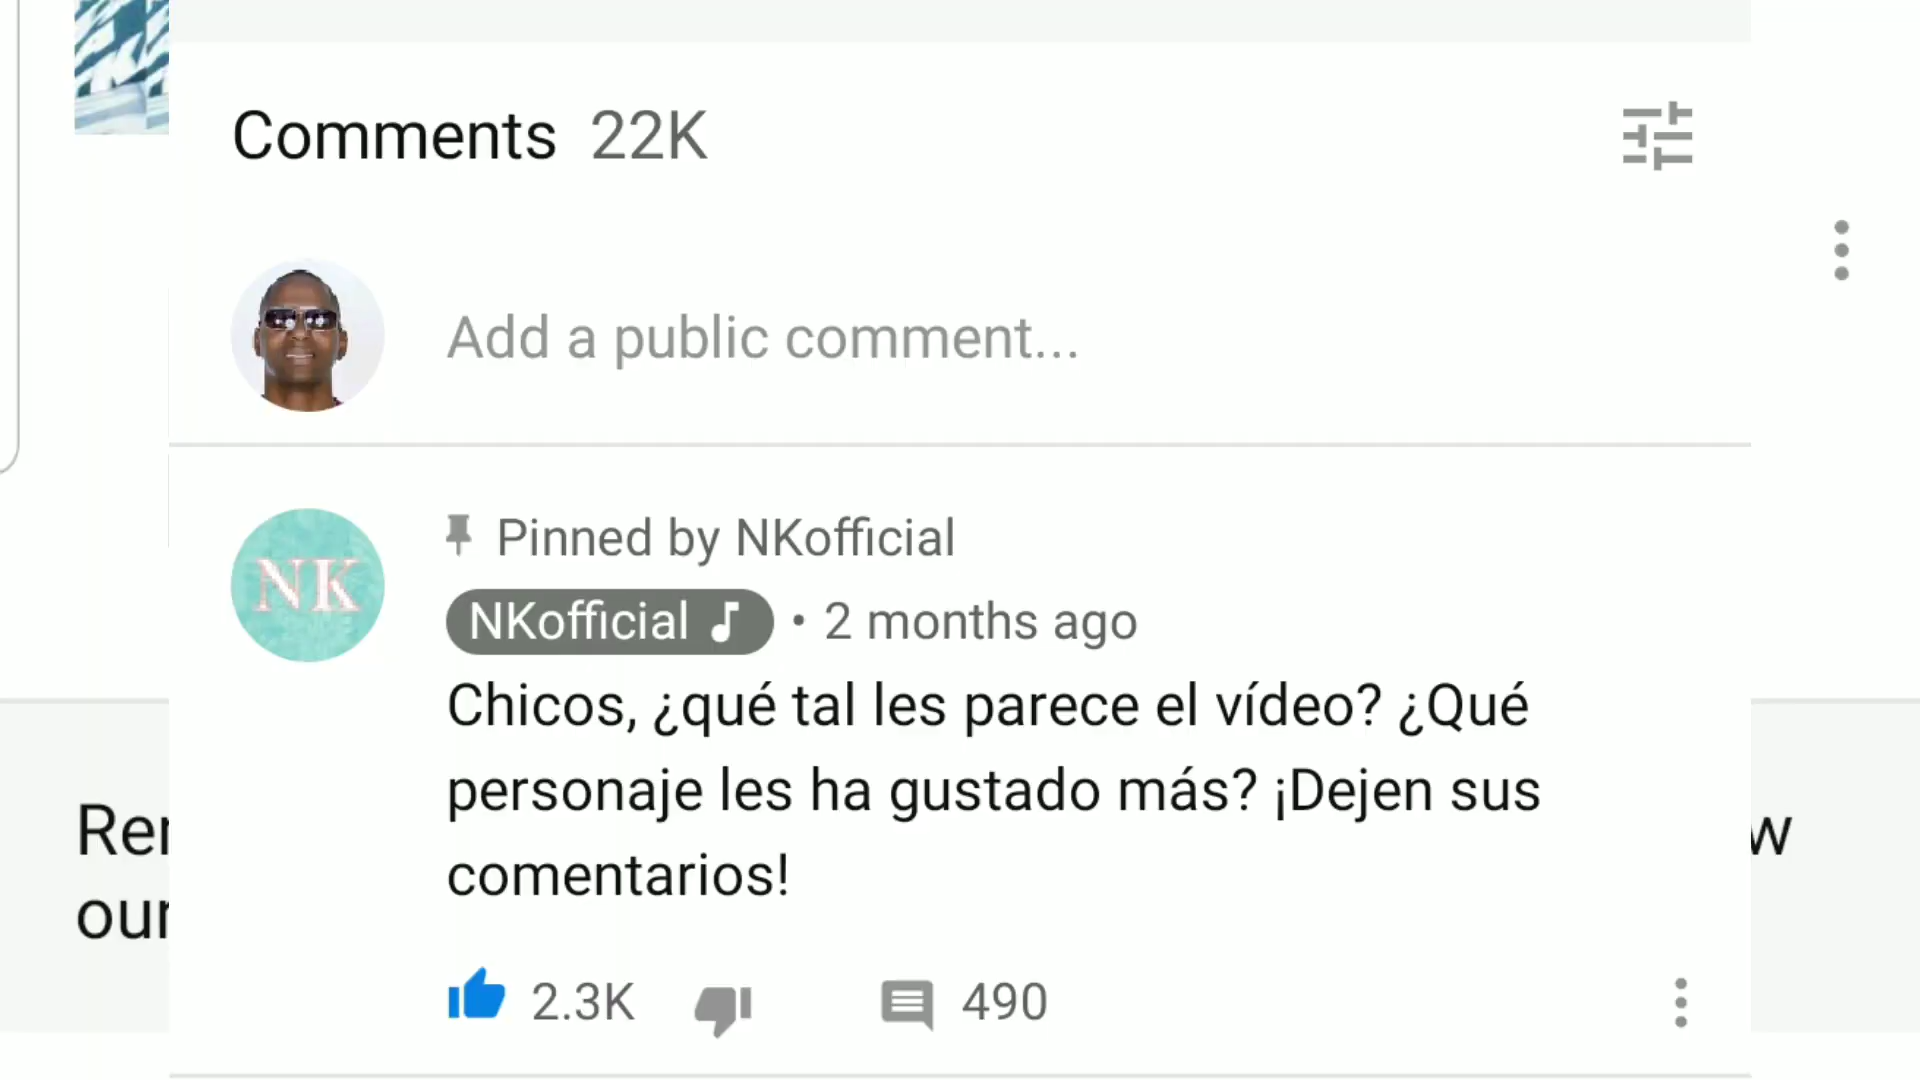 Comments 22K
Add a public comment...
NK
Pinned by NKofficial
NKofficial • 2 months ago
Chicos, ¿qué tal les parece el vídeo? ¿Qué
personaje les ha gustado más? ¡Dejen sus
comentarios!
2.3K 490